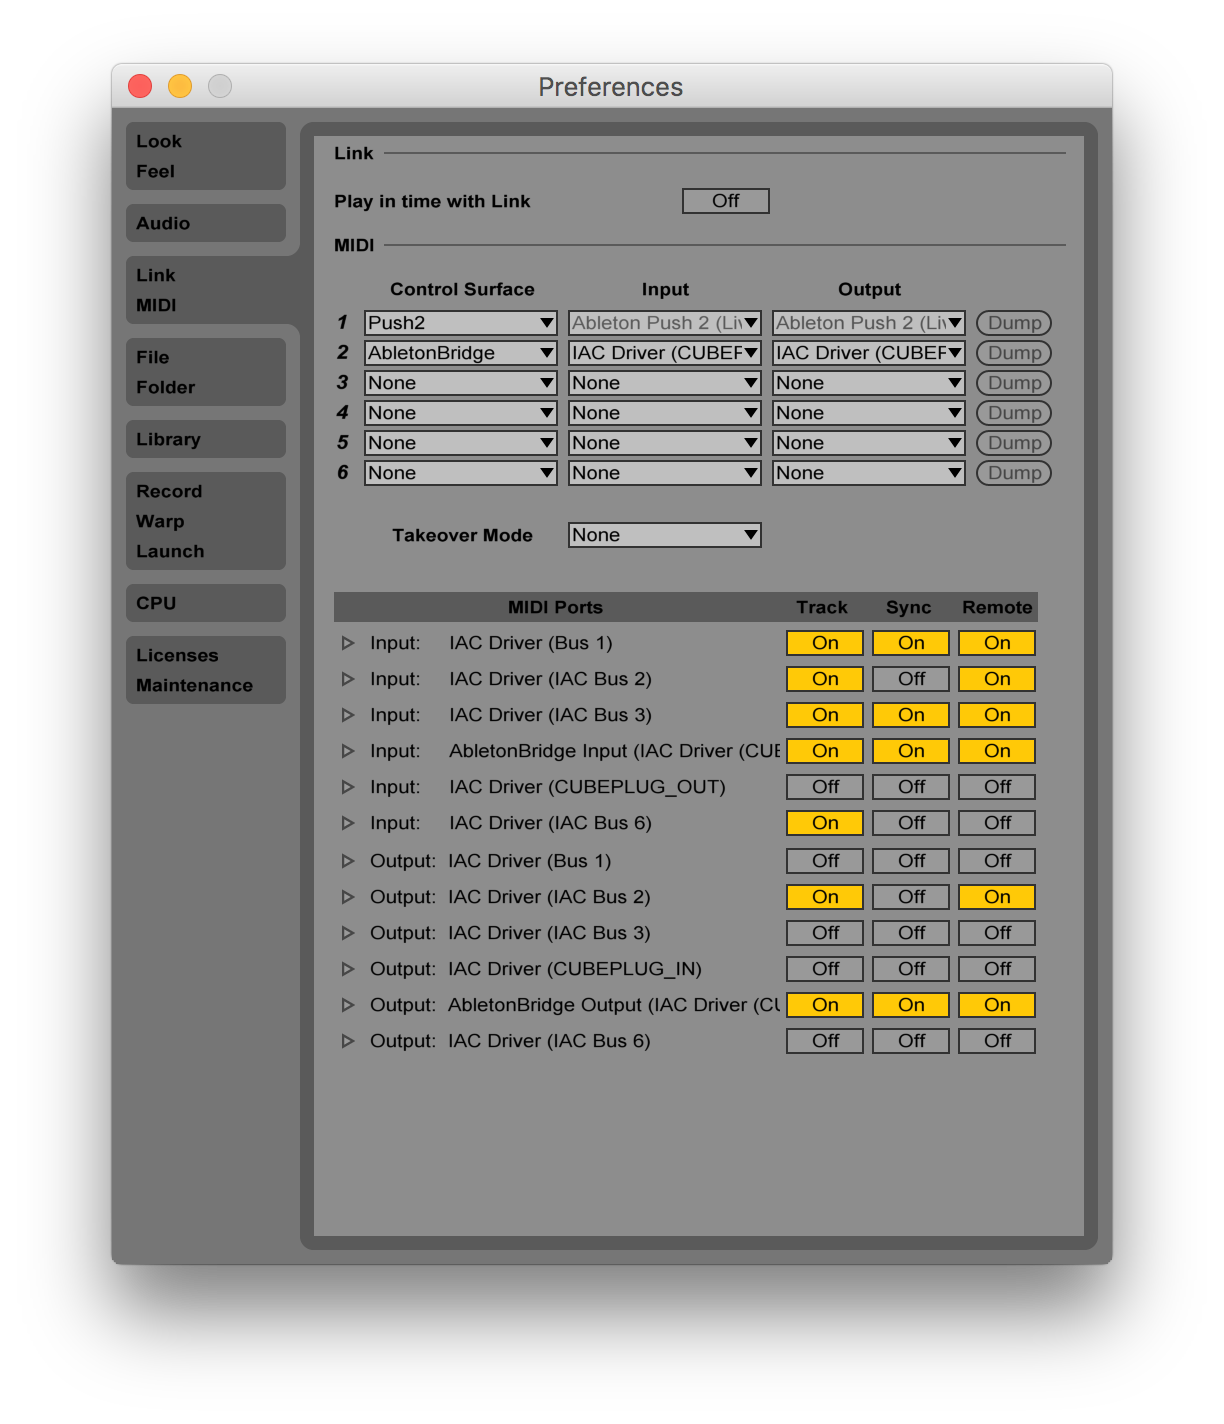 Preferences
Look
Feel
Audio
Link
MIDI
File
Folder
Library
Record
Warp
Launch
CPU
Licenses
Maintenance
Link
Play in time with Link Off
MIDI
Control Surface Input Output
1 Push2 Ableton Push 2 (Liv Ableton Push 2 (Liv Dump
2 AbletonBridge IAC Driver (CUBEF IAC Driver (CUBEF Dump
3 None None None Dump
4 None None None Dump
5 None None None Dump
6 None None None Dump
Takeover Mode None
MIDI Ports Track Sync Remote
Input: IAC Driver (Bus 1) On On On
Input: IAC Driver (IAC Bus 2) On Off On
Input: IAC Driver (IAC Bus 3) On On On
Input: AbletonBridge Input (IAC Driver (CUE On On On
Input: IAC Driver (CUBEPLUG_OUT) Off Off Off
Input: IAC Driver (IAC Bus 6) On Off Off
Output: IAC Driver (Bus 1) Off Off Off
Output: IAC Driver (IAC Bus 2) On Off On
Output: IAC Driver (IAC Bus 3) Off Off Off
Output: IAC Driver (CUBEPLUG_IN) Off Off Off
Output: AbletonBridge Output (IAC Driver (CU On On On
Output: IAC Driver (IAC Bus 6) Off Off Off